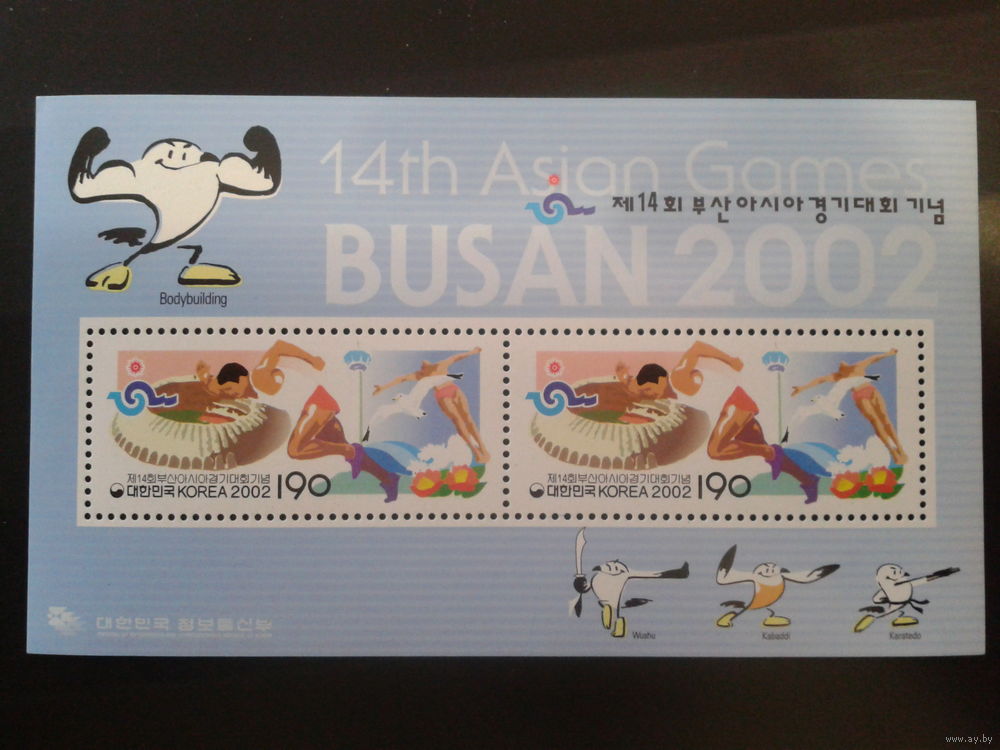 14th Asian Games
제14회 부산아시아경기대회 기념
BUSAN 2002
Bodybuilding
제14회부산아시아경기대회기념
대한민국 KOREA 2002 190
제14회부산아시아경기대회기념
대한민국 KOREA 2002 190
Wushu
Kabaddi
Karatedo
대한민국 정보통신부
www.ay.by